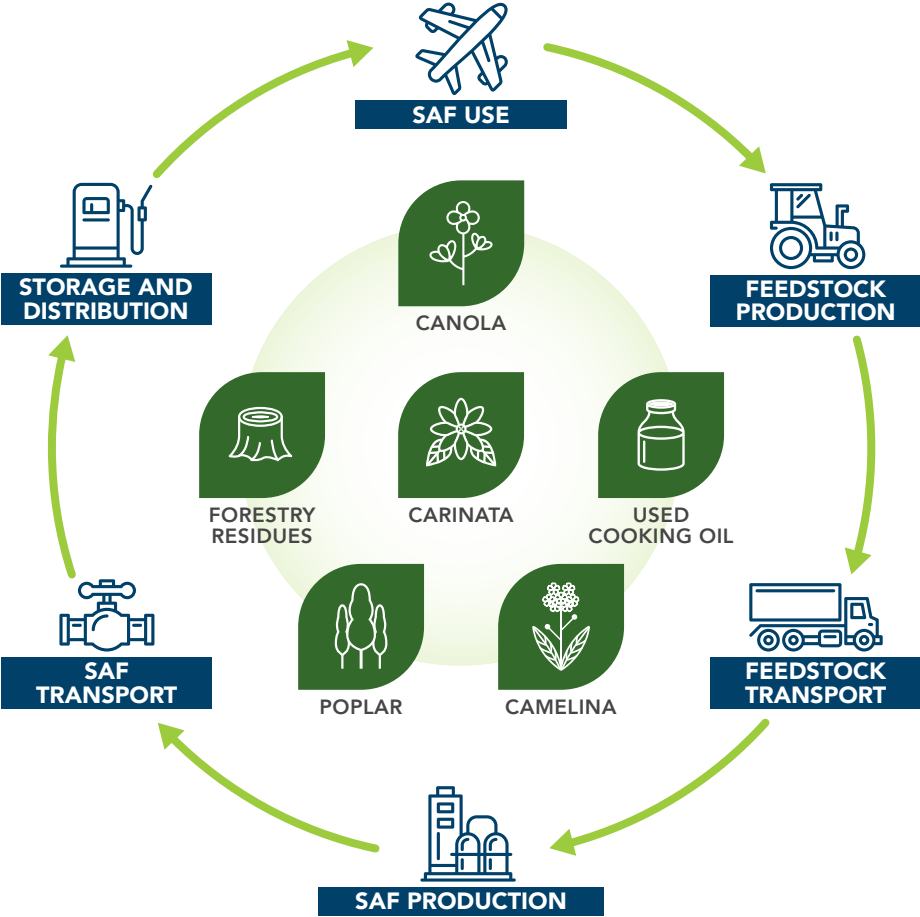 SAF USE
FEEDSTOCK
PRODUCTION
FEEDSTOCK
TRANSPORT
SAF PRODUCTION
SAF
TRANSPORT
STORAGE AND
DISTRIBUTION
CANOLA
FORESTRY
RESIDUES
CARINATA
USED
COOKING OIL
POPLAR
CAMELINA